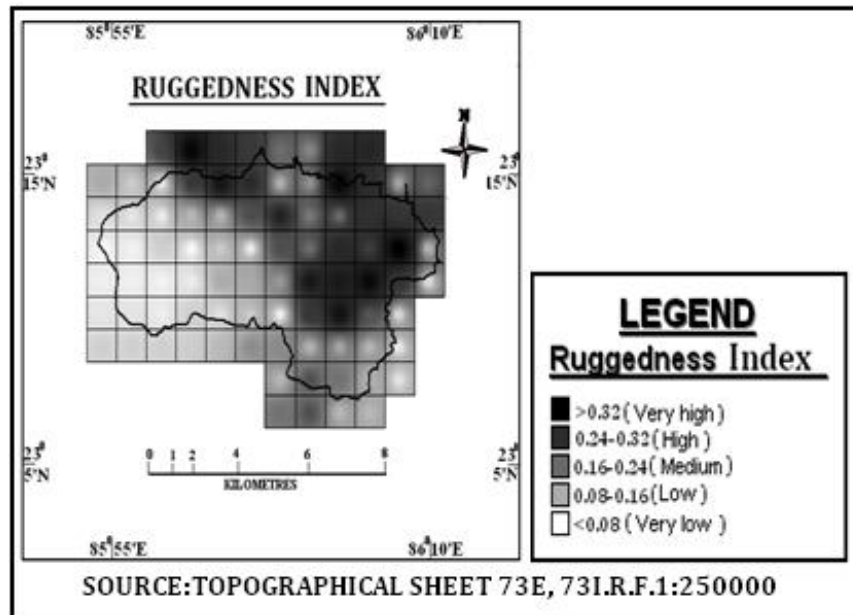 85°55'E 86°10'E
RUGGEDNESS INDEX
N
23°
15'N
23°
15'N
0 1 2 4 6 8
KILOMETRES
23°
5'N
23°
5'N
85°55'E 86°10'E
LEGEND
Ruggedness Index
>0.32(Very high)
0.24-0.32(High)
0.16-0.24(Medium)
0.08-0.16(Low)
<0.08(Very low)
SOURCE:TOPOGRAPHICAL SHEET 73E, 73I.R.F.1:250000